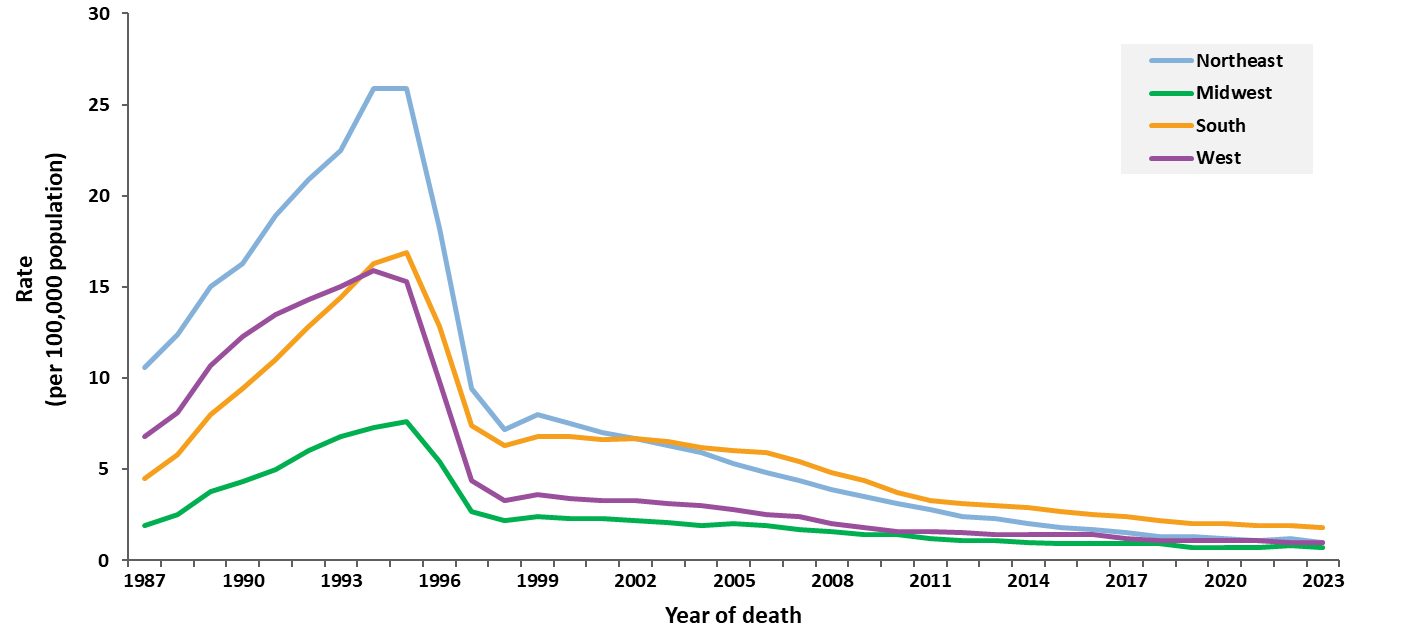 30
25
20
15
10
5
0
Rate
(per 100,000 population)
Northeast
Midwest
South
West
1987 1990 1993 1996 1999 2002 2005 2008 2011 2014 2017 2020 2023
Year of death